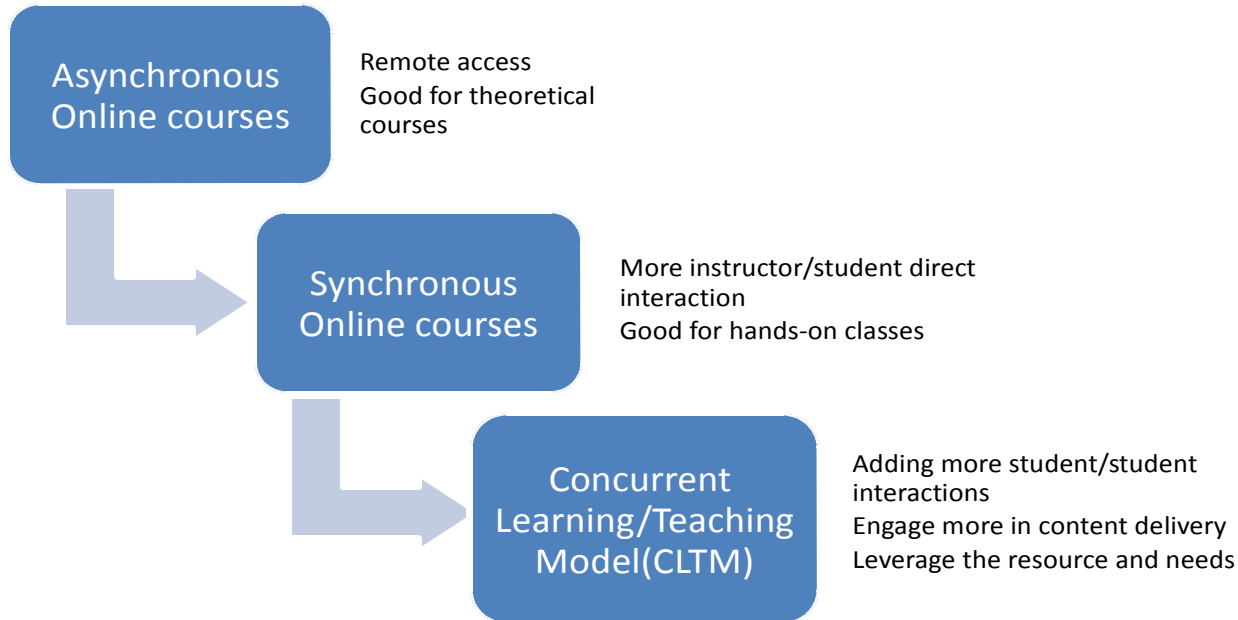 Asynchronous
Online courses
Remote access
Good for theoretical
courses
Synchronous
Online courses
More instructor/student direct
interaction
Good for hands-on classes
Concurrent
Learning/Teaching
Model(CLTM)
Adding more student/student
interactions
Engage more in content delivery
Leverage the resource and needs